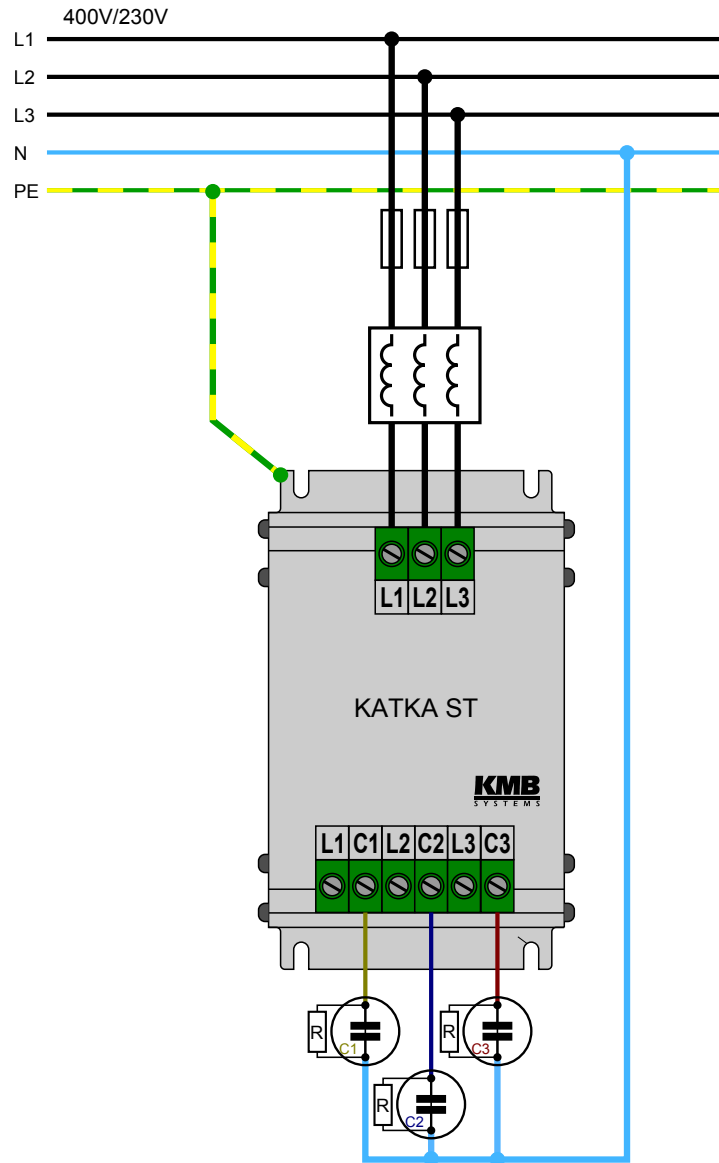 400V/230V
L1
L2
L3
N
PE
L1 L2 L3
KATKA ST
KMB
SYSTEMS
L1 C1 L2 C2 L3 C3
R C1 R C3
R C2